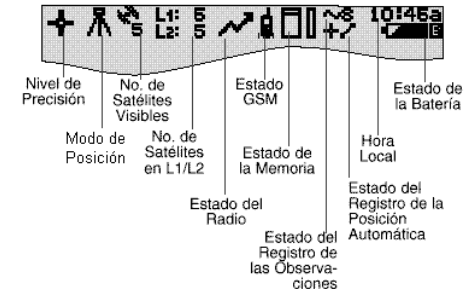 L1: 5
L2: 5
5
S
10:46a
E
Nivel de
Precisión
No. de
Satélites
Visibles
Estado
GSM
Estado de
la Batería
Modo de
Posición
No. de
Satélites
en L1/L2
Estado de
la Memoria
Hora
Local
Estado del
Radio
Estado del
Registro de la
Posición
Automática
Estado del
Registro de
las Observa-
ciones